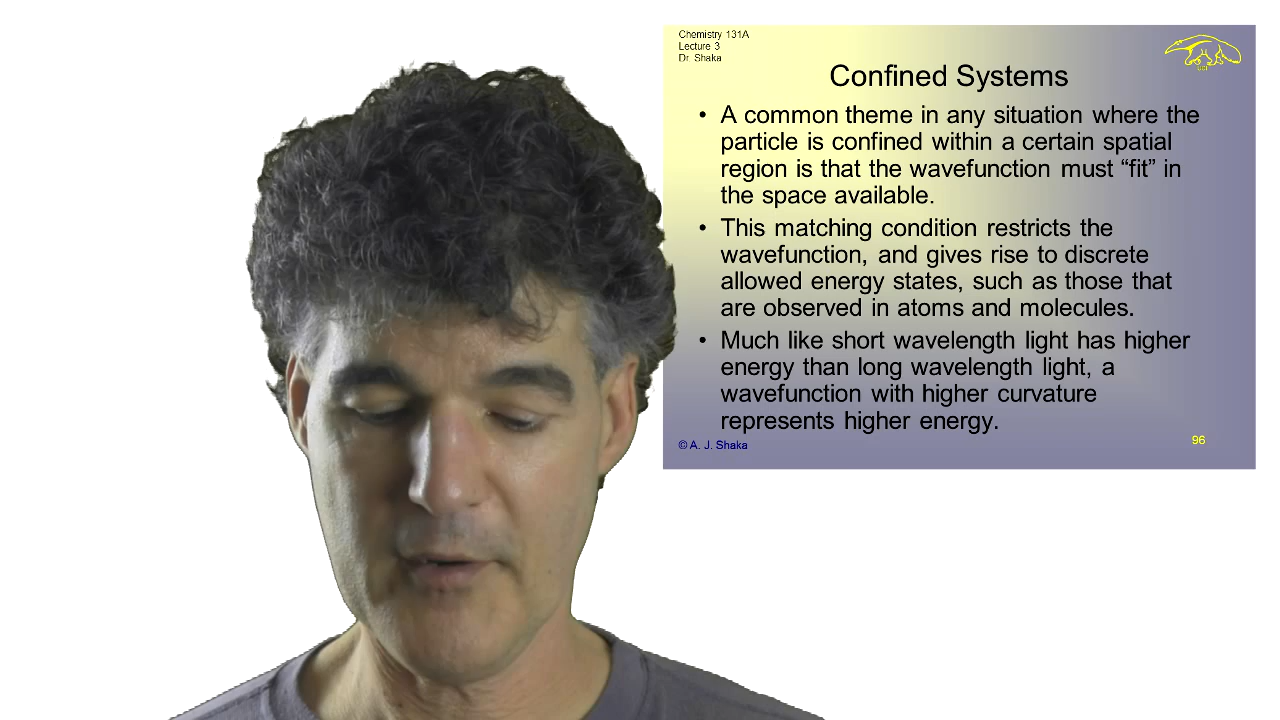 Chemistry 131A
Lecture 3
Dr. Shaka
UCI
Confined Systems
• A common theme in any situation where the
particle is confined within a certain spatial
region is that the wavefunction must “fit” in
the space available.
• This matching condition restricts the
wavefunction, and gives rise to discrete
allowed energy states, such as those that
are observed in atoms and molecules.
• Much like short wavelength light has higher
energy than long wavelength light, a
wavefunction with higher curvature
represents higher energy.
© A. J. Shaka
96